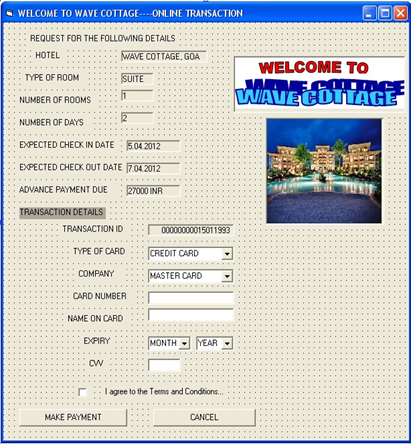 WELCOME TO WAVE COTTAGE----ONLINE TRANSACTION
REQUEST FOR THE FOLLOWING DETAILS
HOTEL WAVE COTTAGE, GOA
TYPE OF ROOM SUITE
NUMBER OF ROOMS 1
NUMBER OF DAYS 2
EXPECTED CHECK IN DATE 5.04.2012
EXPECTED CHECK OUT DATE 7.04.2012
ADVANCE PAYMENT DUE 27000 INR
WELCOME TO
WAVE COTTAGE
TRANSACTION DETAILS
TRANSACTION ID 00000000015011993
TYPE OF CARD CREDIT CARD
COMPANY MASTER CARD
CARD NUMBER
NAME ON CARD
EXPIRY MONTH YEAR
CVV
I agree to the Terms and Conditions...
MAKE PAYMENT CANCEL